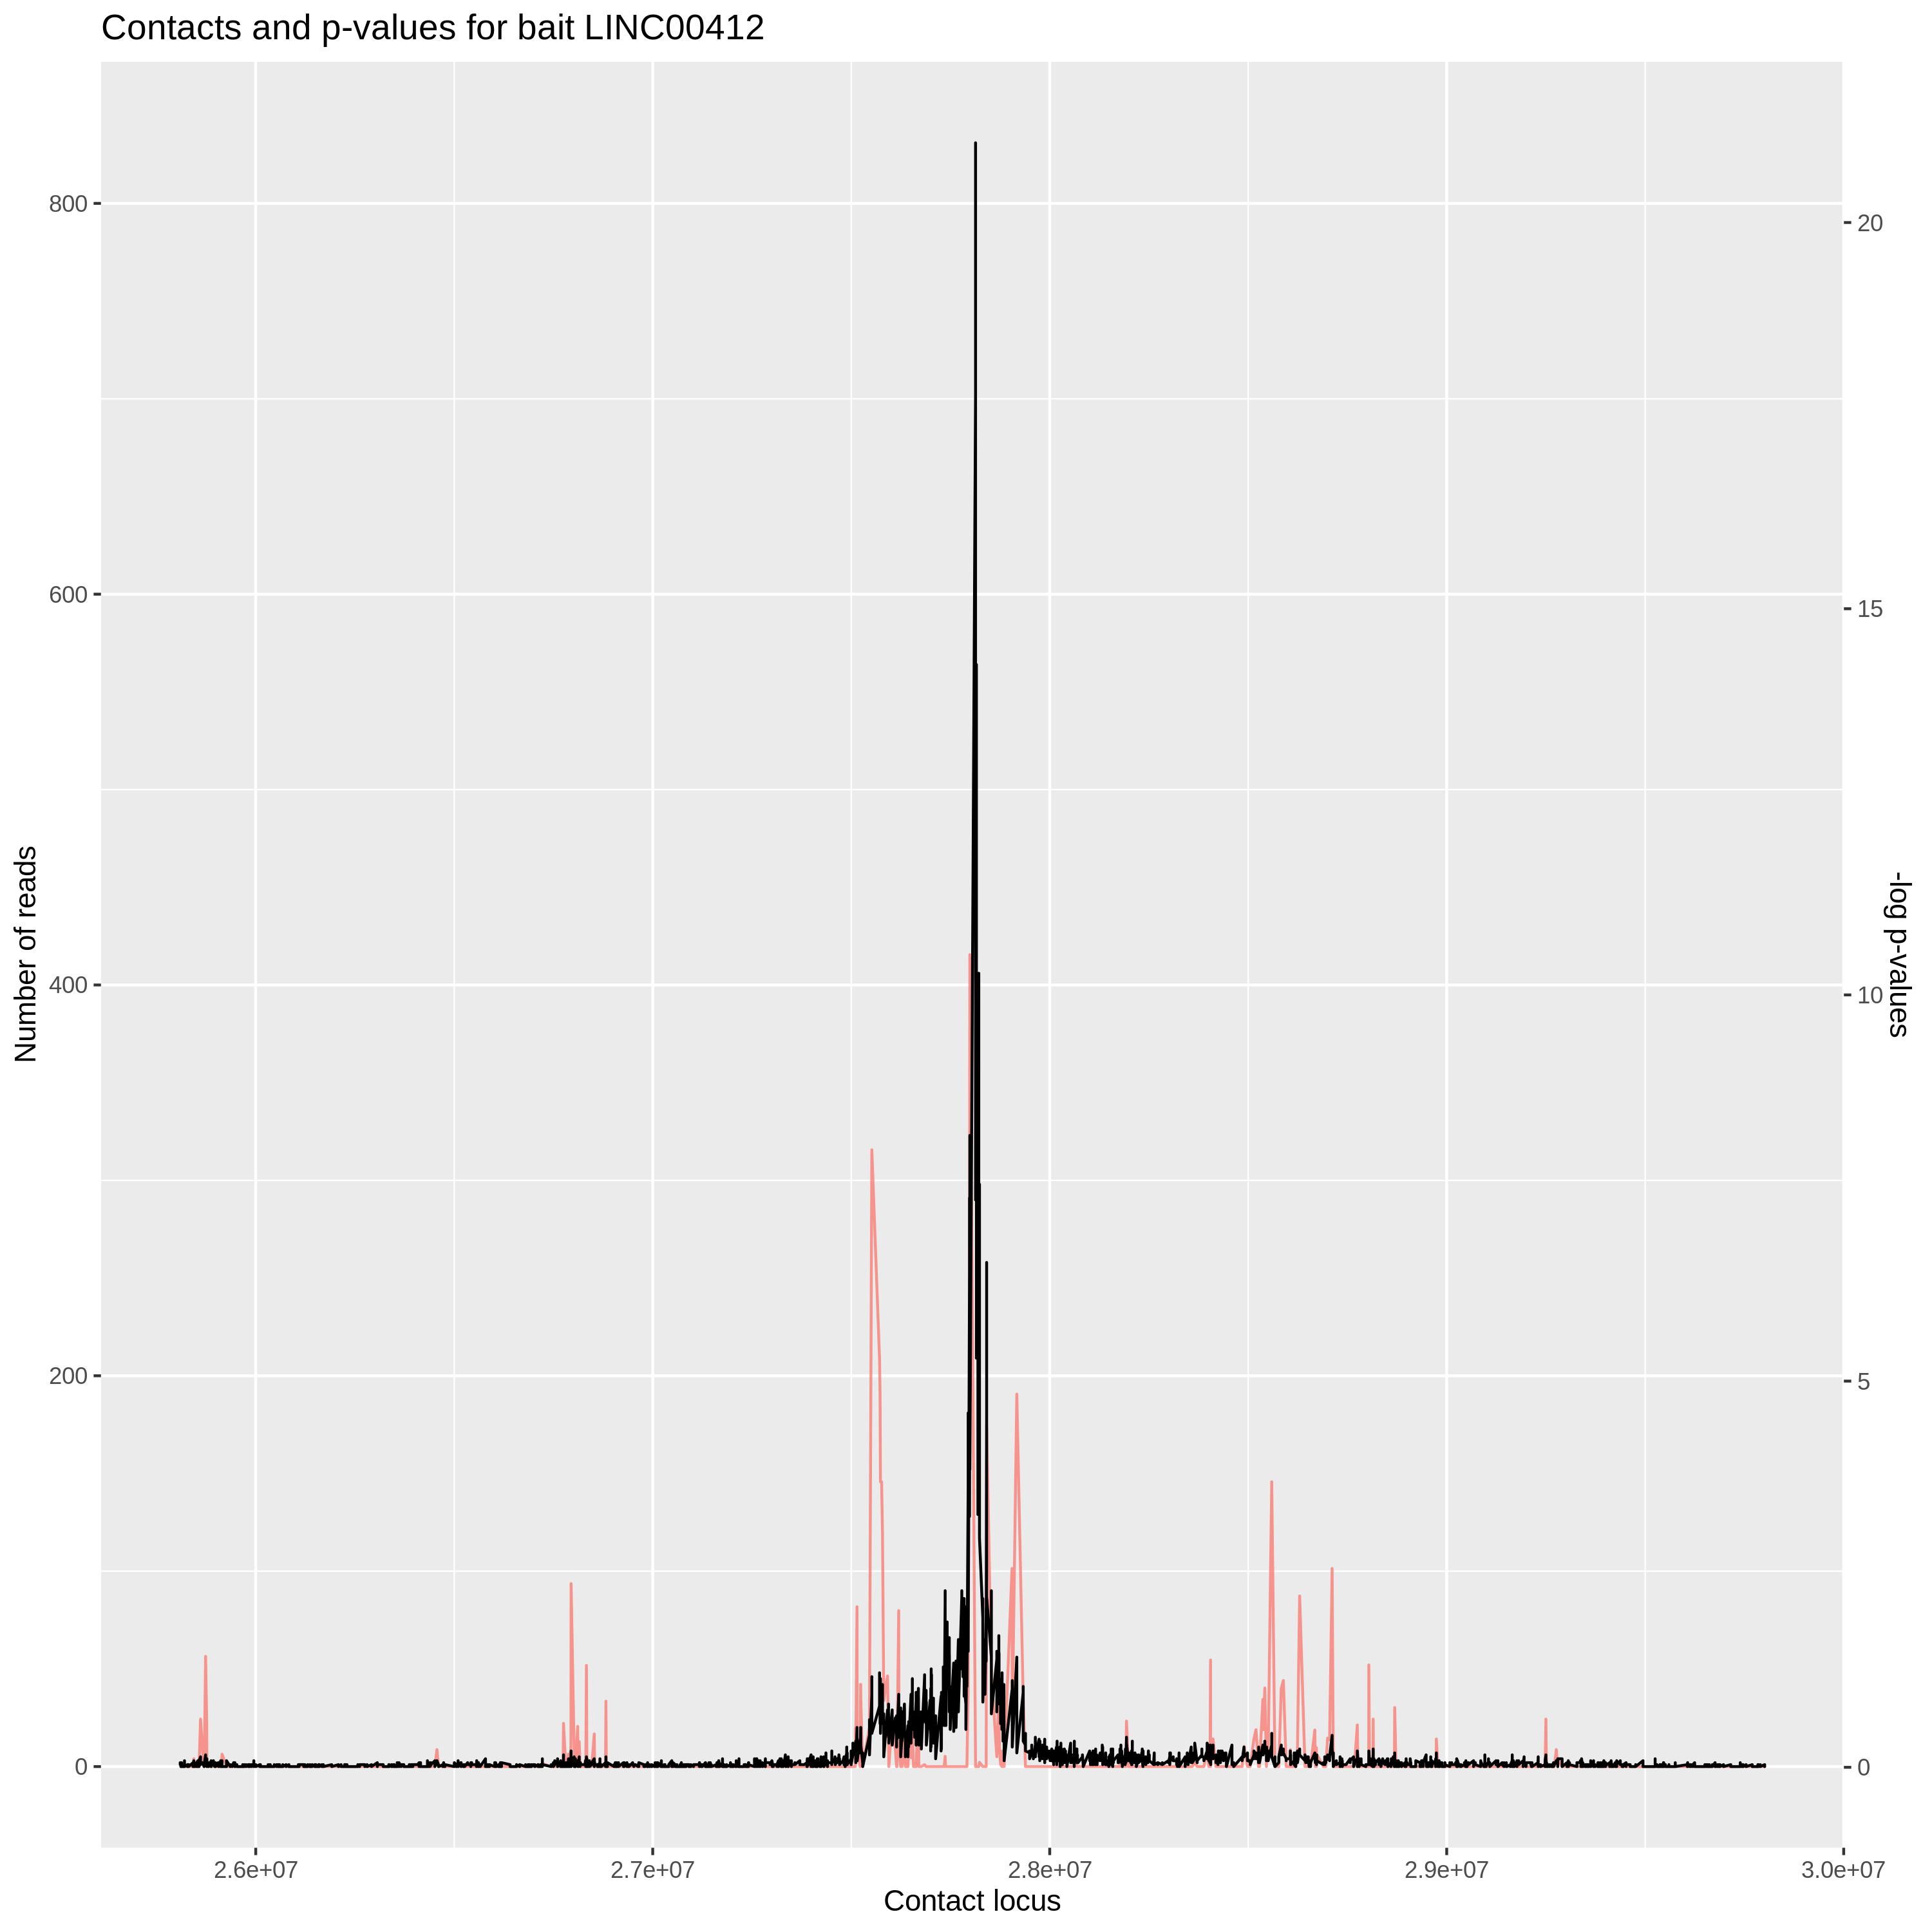 Contacts and p-values for bait LINC00412
800
600
400
200
0
Number of reads
20
15
10
5
0
-log p-values
2.6e+07
2.7e+07
2.8e+07
2.9e+07
3.0e+07
Contact locus